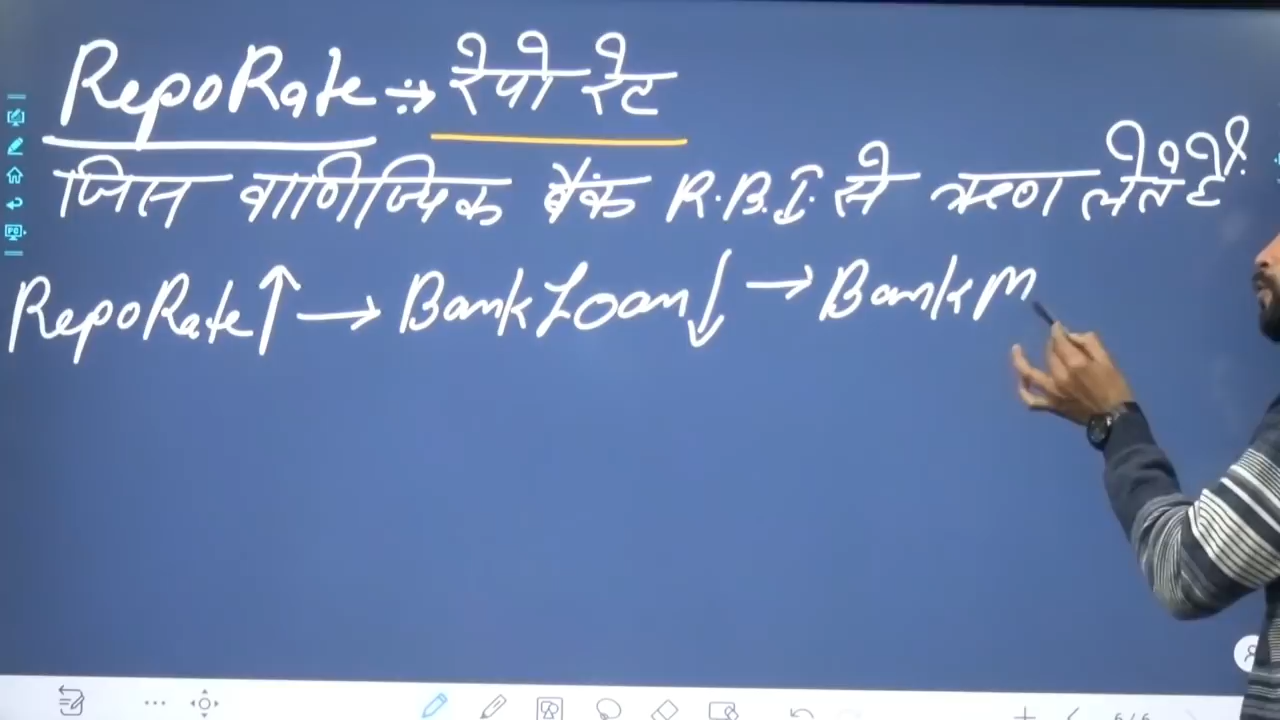 RepoRate → रेपो रेट
जिस वाणिज्यिक बैंक R.B.I. से ऋण लेते हैं.
RepoRate ↑ → Bank Loan ↓ → Bank M